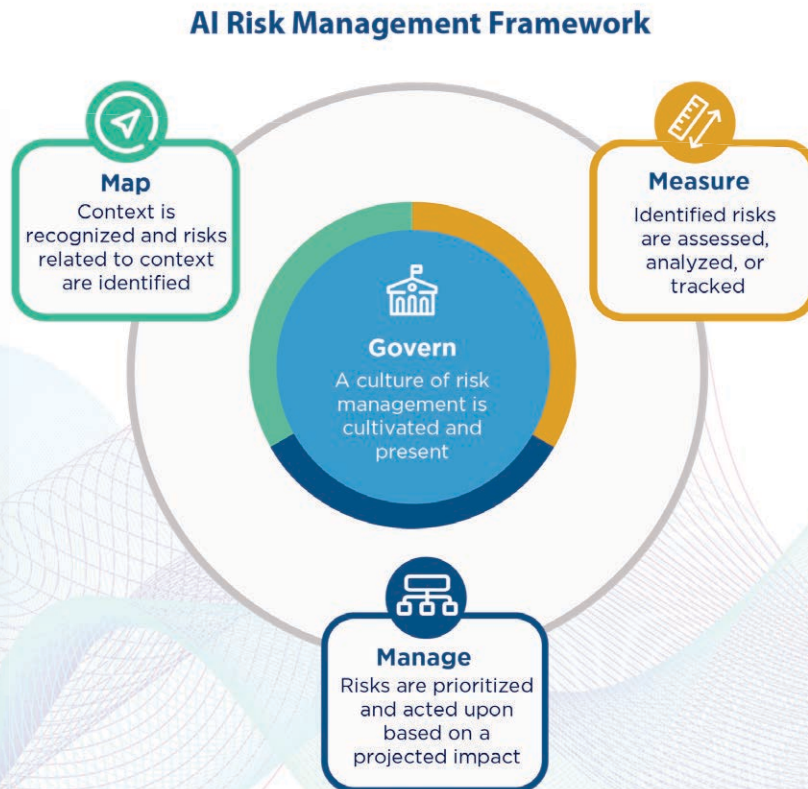 AI Risk Management Framework
Map
Context is
recognized and risks
related to context
are identified
Measure
Identified risks
are assessed,
analyzed, or
tracked
Govern
A culture of risk
management is
cultivated and
present
Manage
Risks are prioritized
and acted upon
based on a
projected impact